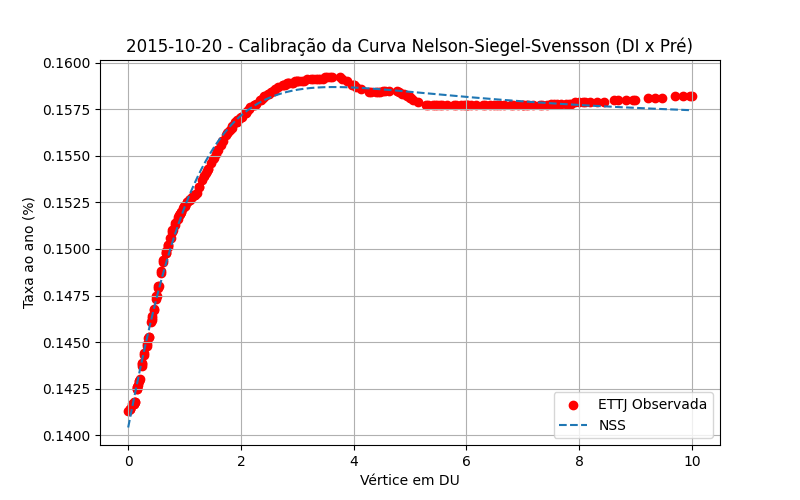 2015-10-20 - Calibração da Curva Nelson-Siegel-Svensson (DI x Pré)
Taxa ao ano (%)
0.1600
0.1575
0.1550
0.1525
0.1500
0.1475
0.1450
0.1425
0.1400
ETTJ Observada
NSS
0 2 4 6 8 10
Vértice em DU